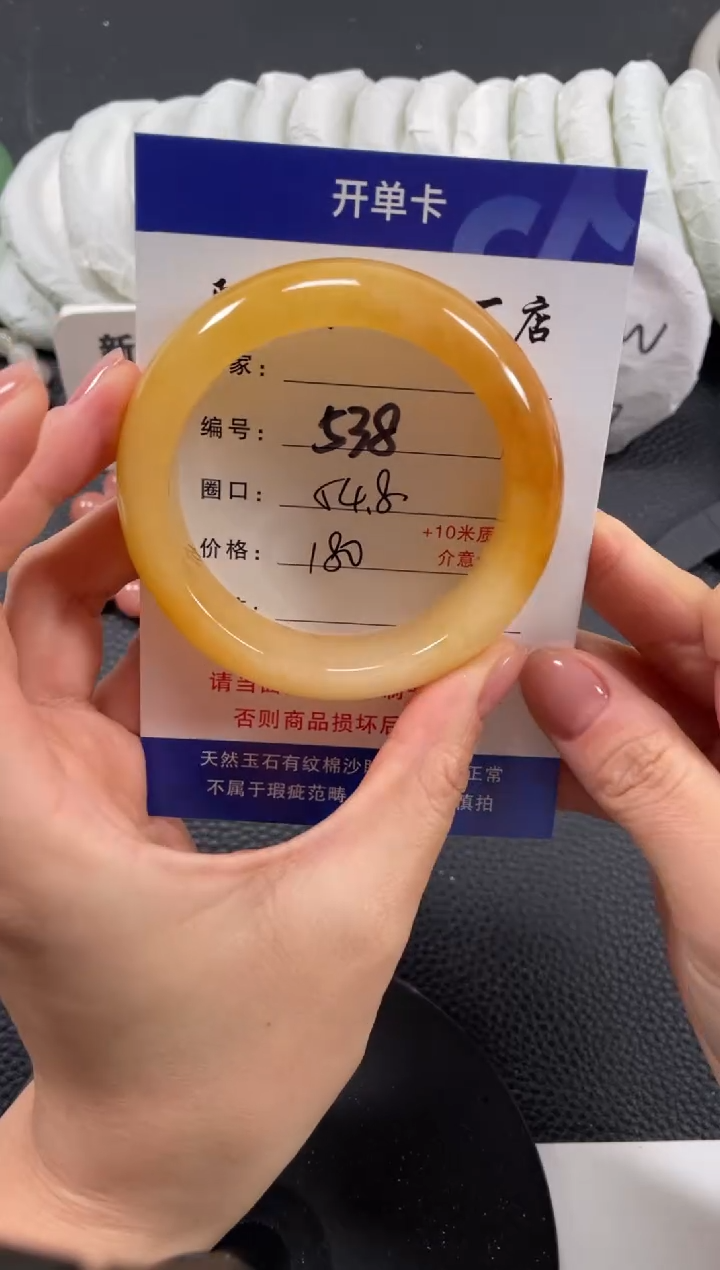 开单卡
店
新
家：
编号：538
圈口：54.8
价格：180
+10米质
介意
请当
否则商品损坏后
天然玉石有纹棉沙 正常
不属于瑕疵范畴 慎拍